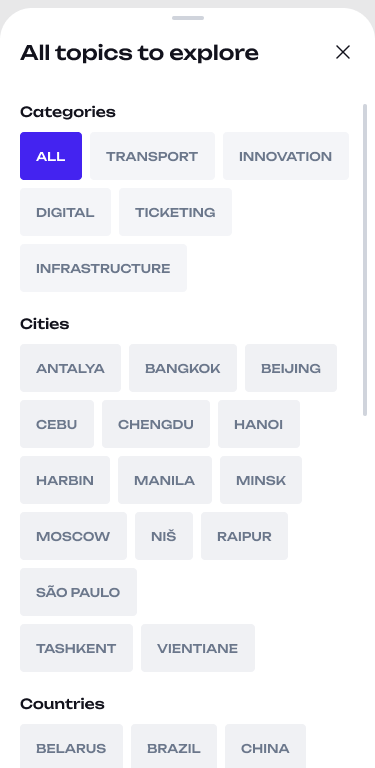 All topics to explore
Categories
ALL TRANSPORT INNOVATION
DIGITAL TICKETING
INFRASTRUCTURE
Cities
ANTALYA BANGKOK BEIJING
CEBU CHENGDU HANOI
HARBIN MANILA MINSK
MOSCOW NIŠ RAIPUR
SÃO PAULO
TASHKENT VIENTIANE
Countries
BELARUS BRAZIL CHINA